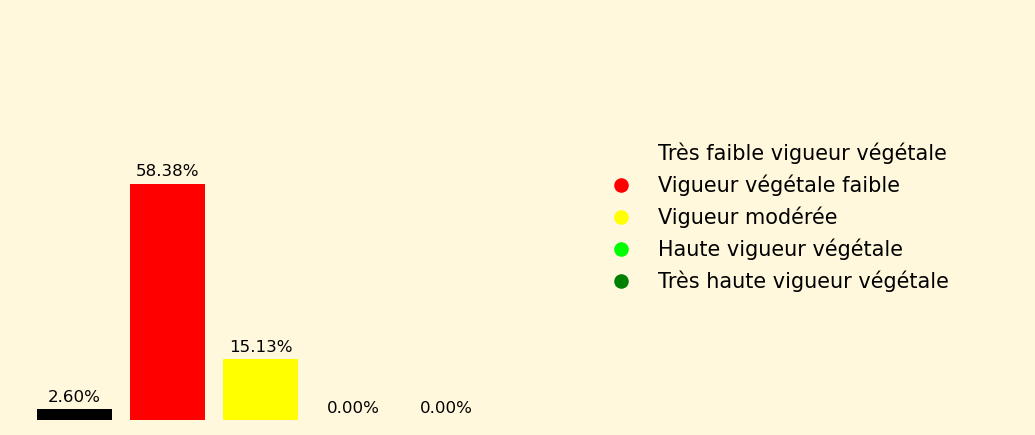 58.38%
15.13%
2.60%
0.00%
0.00%
Très faible vigueur végétale
Vigueur végétale faible
Vigueur modérée
Haute vigueur végétale
Très haute vigueur végétale